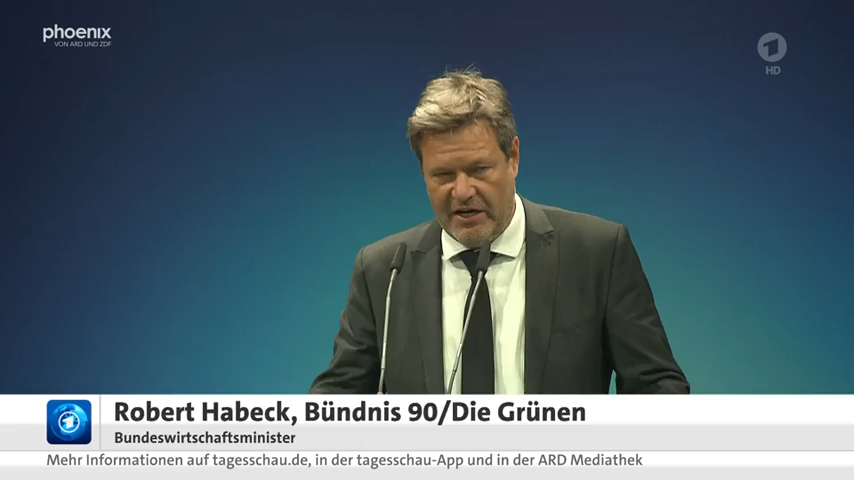 phoenix
VON ARD UND ZDF
1
HD
Robert Habeck, Bündnis 90/Die Grünen
Bundeswirtschaftsminister
Mehr Informationen auf tagesschau.de, in der tagesschau-App und in der ARD Mediathek